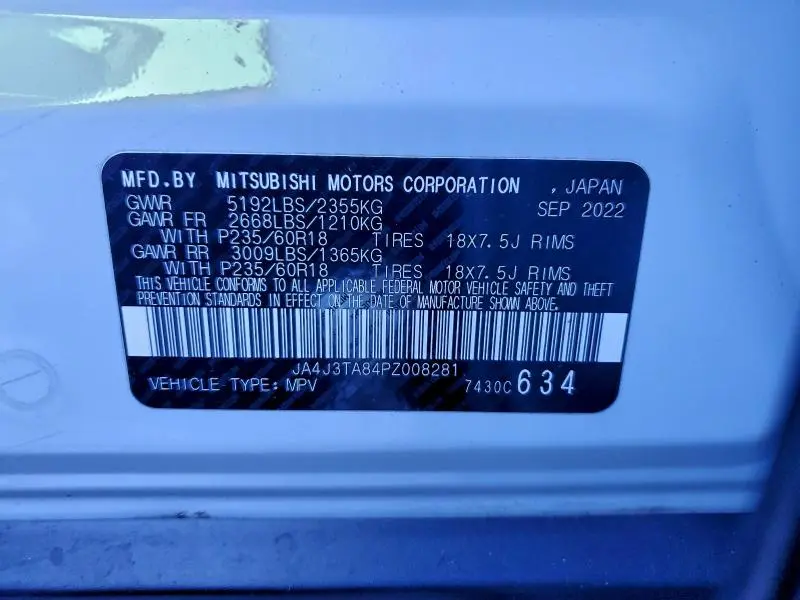 MFD.BY MITSUBISHI MOTORS CORPORATION , JAPAN
GVWR 5192LBS/2355KG SEP 2022
GAWR FR 2668LBS/1210KG
WITH P235/60R18 TIRES 18X7.5J RIMS
GAWR RR 3009LBS/1365KG
WITH P235/60R18 TIRES 18X7.5J RIMS
THIS VEHICLE CONFORMS TO ALL APPLICABLE FEDERAL MOTOR VEHICLE SAFETY AND THEFT
PREVENTION STANDARDS IN EFFECT ON THE DATE OF MANUFACTURE SHOWN ABOVE.
JA4J3TA84PZ008281
VEHICLE TYPE: MPV 7430C 634